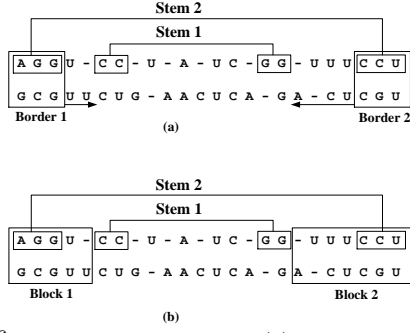 Stem 2
Stem 1
A G G U - C C - U - A - U C - G G - U U U C C U
G C G U U C U G - A A C U C A - G A - C U C G U
Border 1
Border 2
(a)
Stem 2
Stem 1
A G G U - C C - U - A - U C - G G - U U U C C U
G C G U U C U G - A A C U C A - G A - C U C G U
Block 1
Block 2
(b)